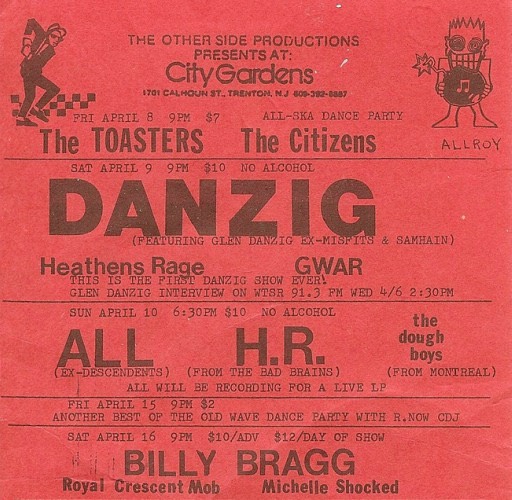 THE OTHER SIDE PRODUCTIONS
PRESENTS AT:
City Gardens
1701 CALHOUN ST., TRENTON, N J 609-392-8887
FRI APRIL 8 9PM $7 ALL-SKA DANCE PARTY
The TOASTERS The Citizens
ALLROY
SAT APRIL 9 9PM $10 NO ALCOHOL
DANZIG
(FEATURING GLEN DANZIG EX-MISFITS & SAMHAIN)
Heathens Rage GWAR
THIS IS THE FIRST DANZIG SHOW EVER!
GLEN DANZIG INTERVIEW ON WTSR 91.3 FM WED 4/6 2:30PM
SUN APRIL 10 6:30PM $10 NO ALCOHOL
ALL H.R. the dough boys
(EX-DESCENDENTS) (FROM THE BAD BRAINS) (FROM MONTREAL)
ALL WILL BE RECORDING FOR A LIVE LP
FRI APRIL 15 9PM $2
ANOTHER BEST OF THE OLD WAVE DANCE PARTY WITH R.NOW CDJ
SAT APRIL 16 9PM $10/ADV $12/DAY OF SHOW
BILLY BRAGG
Royal Crescent Mob Michelle Shocked